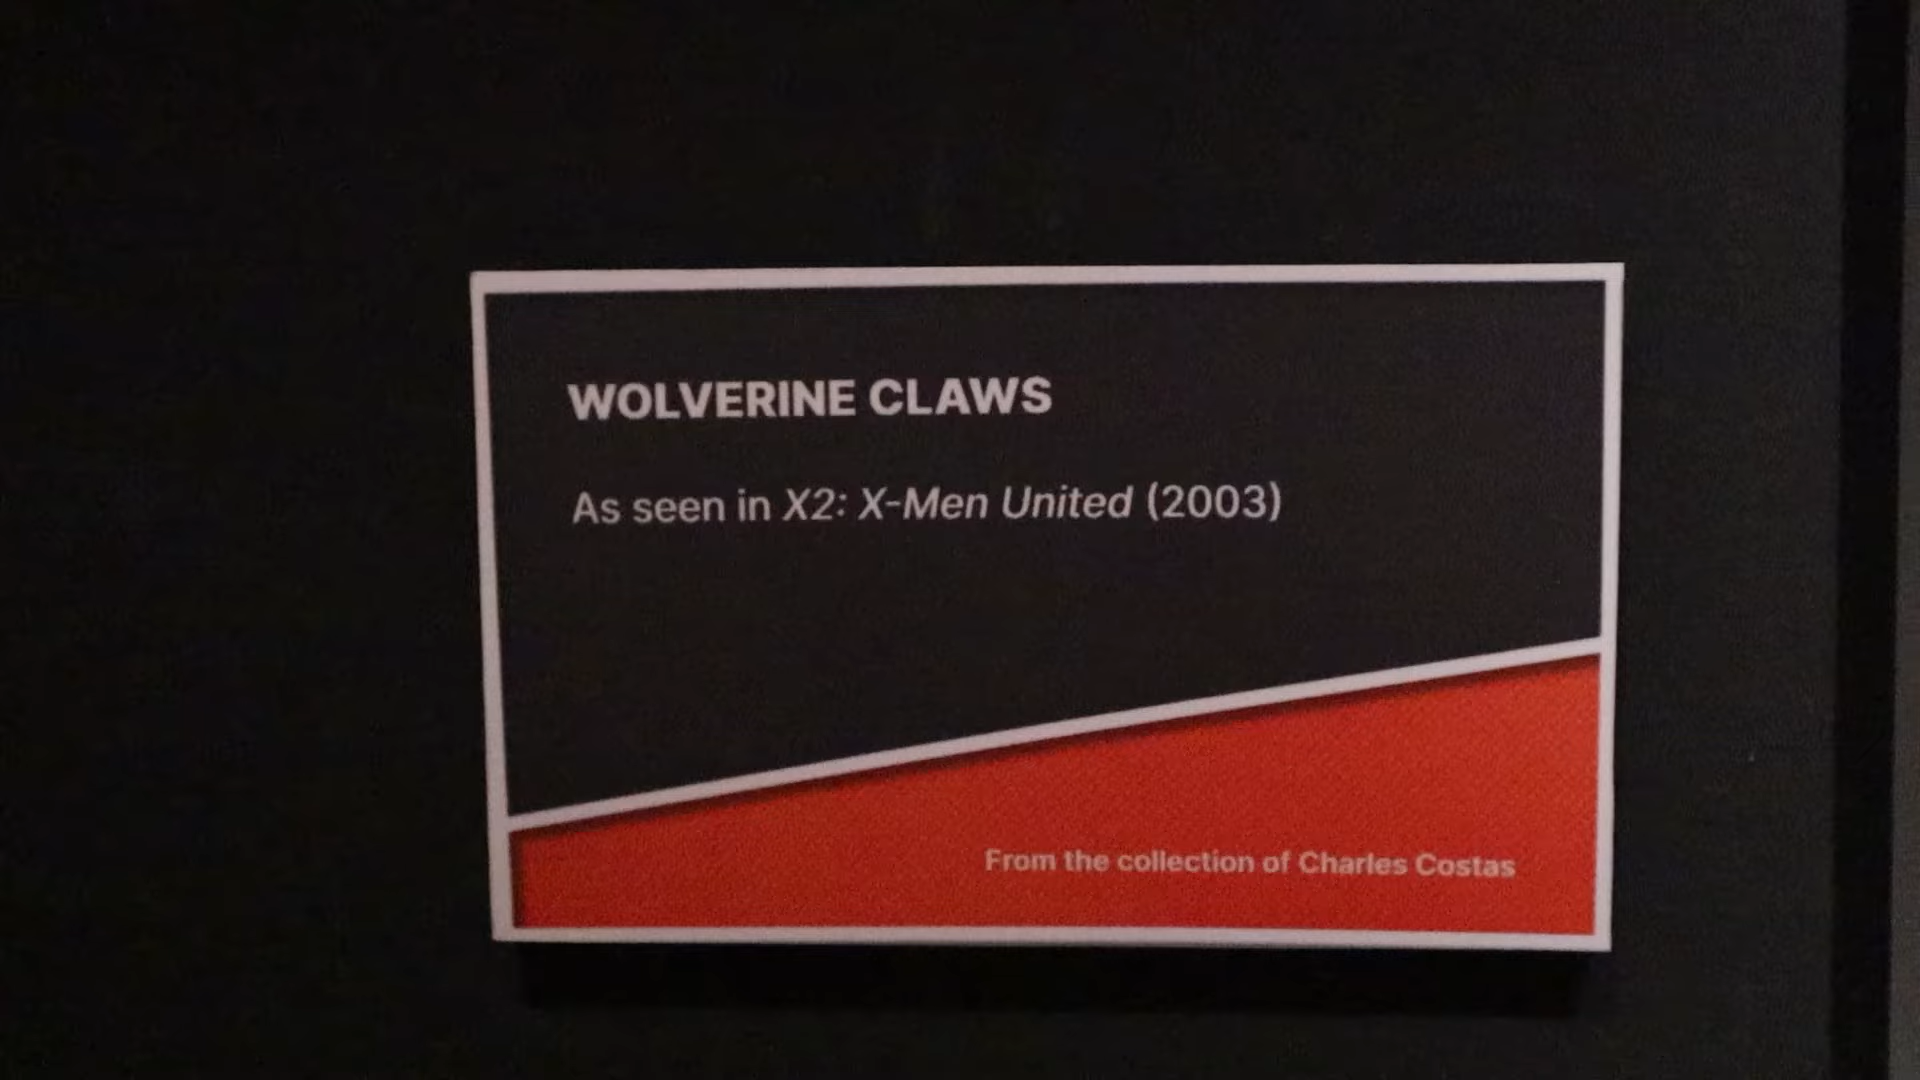 WOLVERINE CLAWS
As seen in X2: X-Men United (2003)
From the collection of Charles Costas